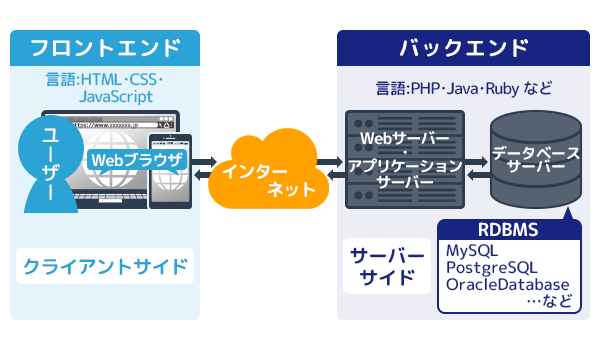 フロントエンド
言語:HTML・CSS・
JavaScript
https://www.xxxxxxx.jp
ユーザー
Webブラウザ
クライアントサイド
インター
ネット
バックエンド
言語:PHP・Java・Ruby など
Webサーバー
・
アプリケーション
サーバー
データベース
サーバー
サーバー
サイド
RDBMS
MySQL
PostgreSQL
OracleDatabase
…など